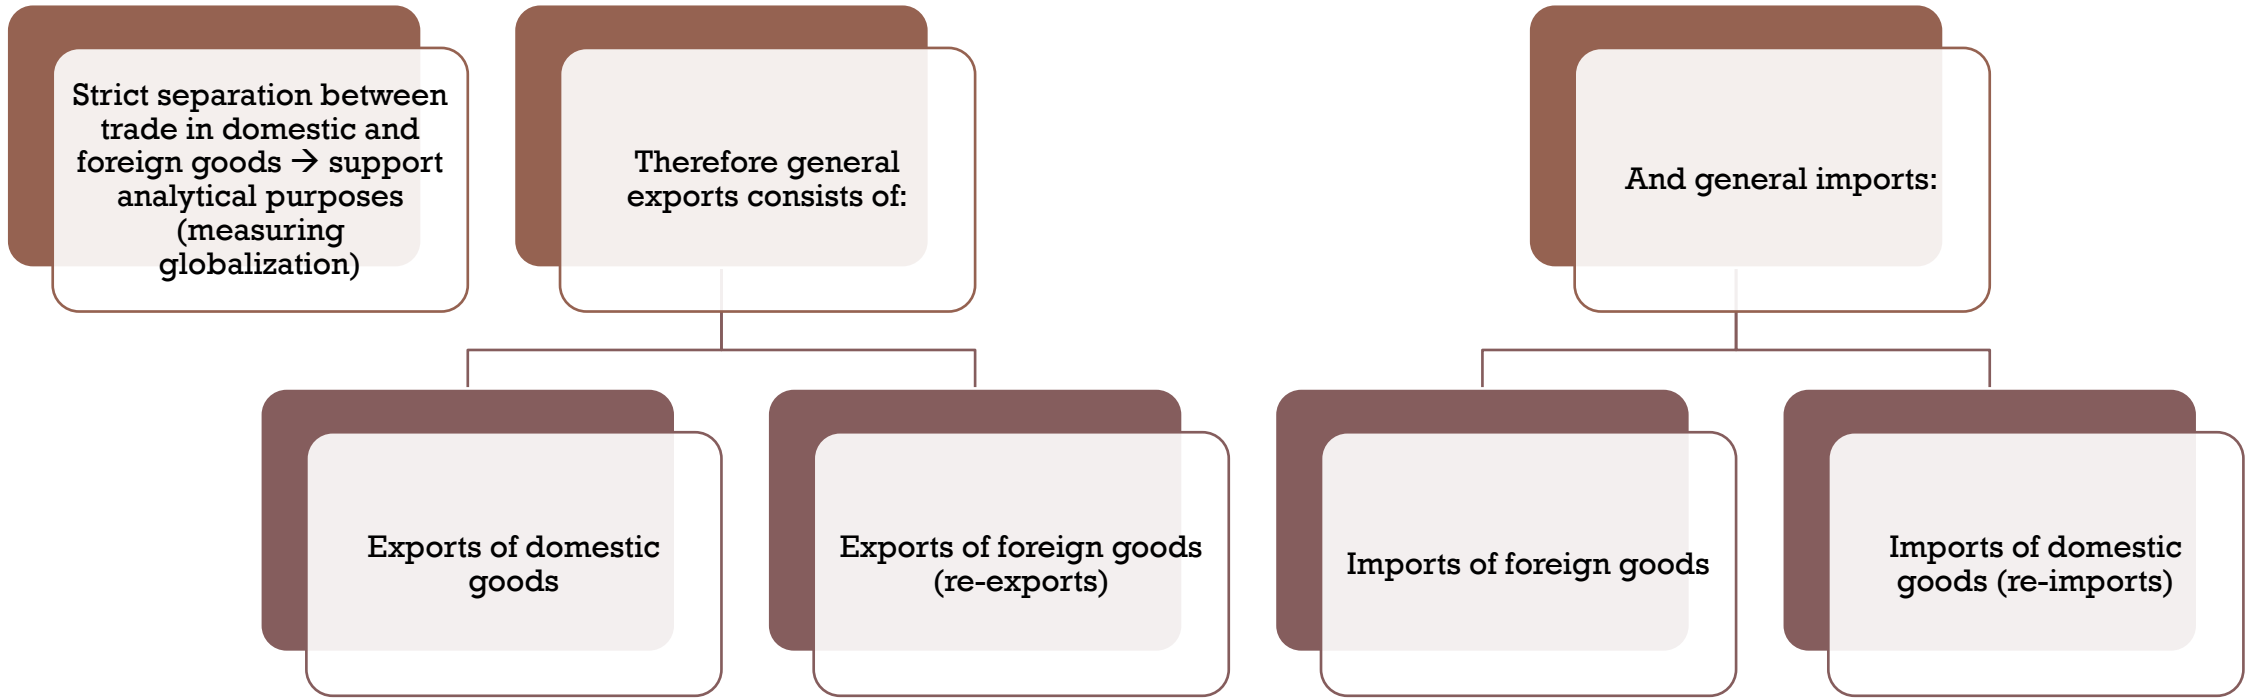 Strict separation between
trade in domestic and
foreign goods → support
analytical purposes
(measuring
globalization)
Therefore general
exports consists of:
And general imports:
Exports of domestic
goods
Exports of foreign goods
(re-exports)
Imports of foreign goods
Imports of domestic
goods (re-imports)